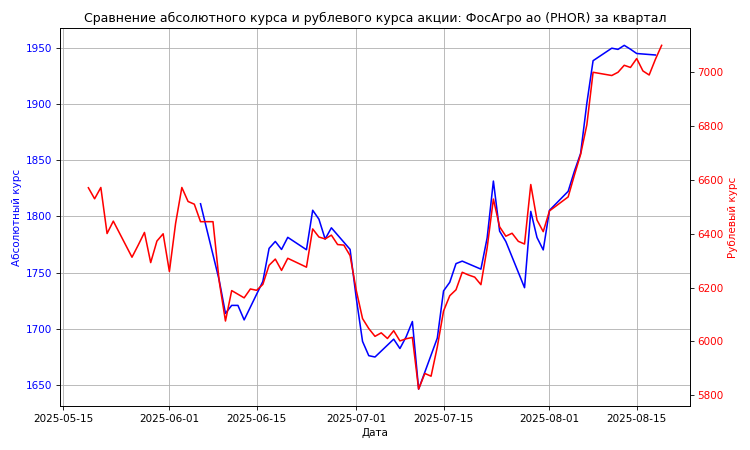 Сравнение абсолютного курса и рублевого курса акции: ФосАгро ао (PHOR) за квартал
1950
1900
1850
1800
1750
1700
1650
Абсолютный курс
7000
6800
6600
6400
6200
6000
5800
Рублевый курс
2025-05-15 2025-06-01 2025-06-15 2025-07-01 2025-07-15 2025-08-01 2025-08-15
Дата